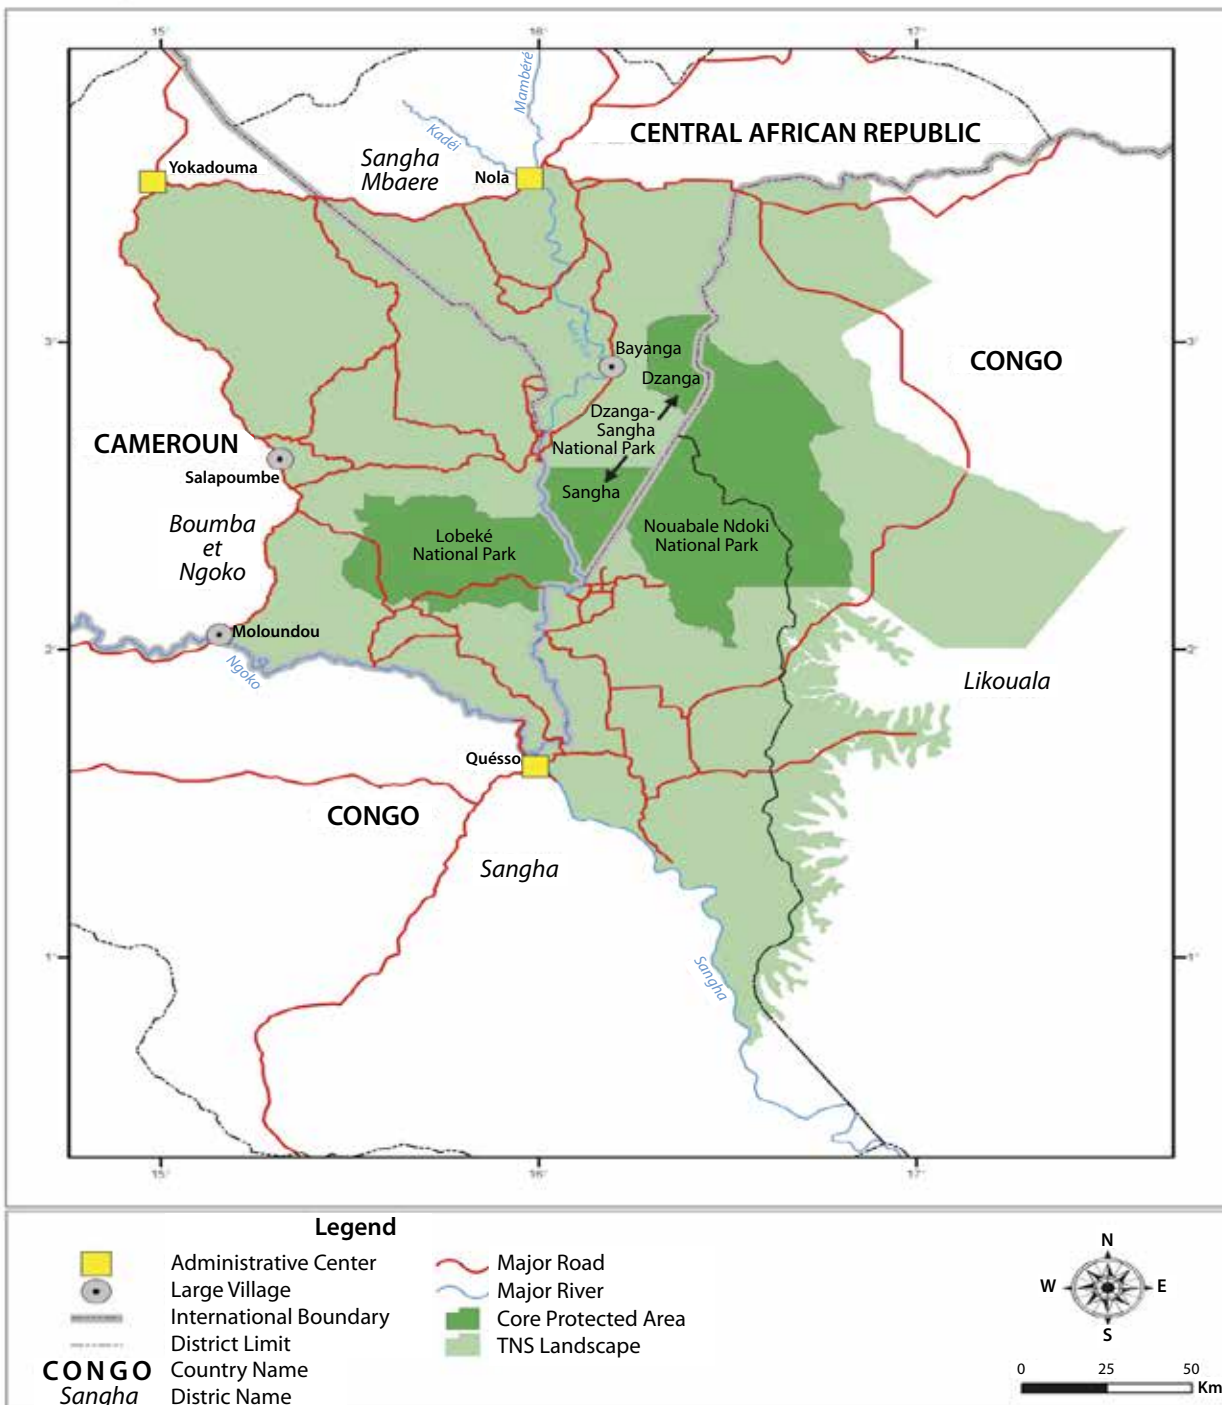 15°
16°
17°
Mambéré
Kadéi
CENTRAL AFRICAN REPUBLIC
Sangha
Mbaere
Yokadouma
Nola
3°
3°
Bayanga
CONGO
Dzanga
Dzanga-
Sangha
National Park
CAMEROUN
Salapoumbe
Sangha
Boumba
et
Ngoko
Lobeké
National Park
Nouabale Ndoki
National Park
Moloundou
2°
2°
Ngoko
Likouala
Quésso
CONGO
Sangha
1°
1°
Sangha
15°
16°
17°
Legend
Administrative Center
Large Village
International Boundary
District Limit
CONGO Country Name
Sangha Distric Name
Major Road
Major River
Core Protected Area
TNS Landscape
N
W E
S
0 25 50
Km